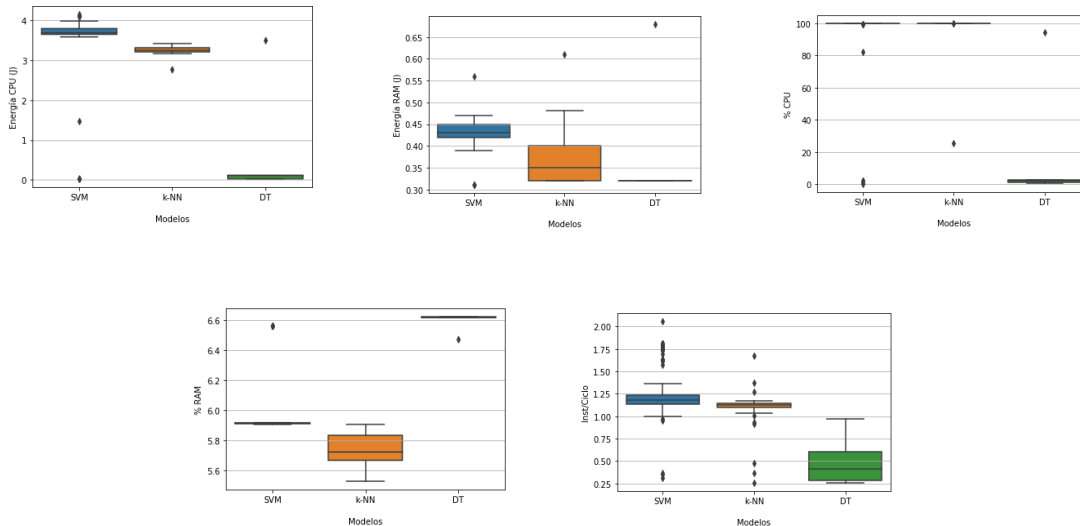 Energía CPU (J)
4
3
2
1
0
SVM
k-NN
DT
Modelos
Energía RAM (J)
0.65
0.60
0.55
0.50
0.45
0.40
0.35
0.30
SVM
k-NN
DT
Modelos
% CPU
100
80
60
40
20
0
SVM
k-NN
DT
Modelos
% RAM
6.6
6.4
6.2
6.0
5.8
5.6
SVM
k-NN
DT
Modelos
Inst/Ciclo
2.00
1.75
1.50
1.25
1.00
0.75
0.50
0.25
SVM
k-NN
DT
Modelos